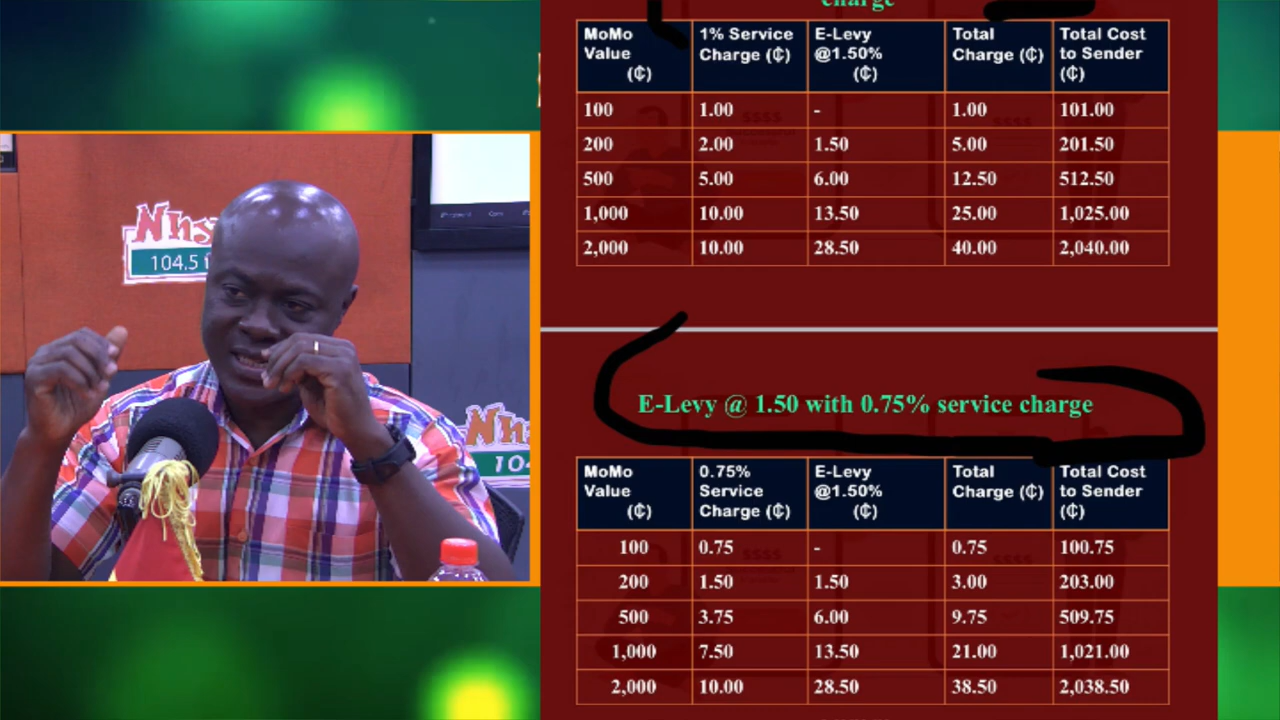 charge
MoMo Value (₵) 1% Service Charge (₵) E-Levy @1.50% (₵) Total Charge (₵) Total Cost to Sender (₵)
100 1.00 - 1.00 101.00
200 2.00 1.50 5.00 201.50
500 5.00 6.00 12.50 512.50
1,000 10.00 13.50 25.00 1,025.00
2,000 10.00 28.50 40.00 2,040.00
E-Levy @ 1.50 with 0.75% service charge
MoMo Value (₵) 0.75% Service Charge (₵) E-Levy @1.50% (₵) Total Charge (₵) Total Cost to Sender (₵)
100 0.75 - 0.75 100.75
200 1.50 1.50 3.00 203.00
500 3.75 6.00 9.75 509.75
1,000 7.50 13.50 21.00 1,021.00
2,000 10.00 28.50 38.50 2,038.50
104.5
10